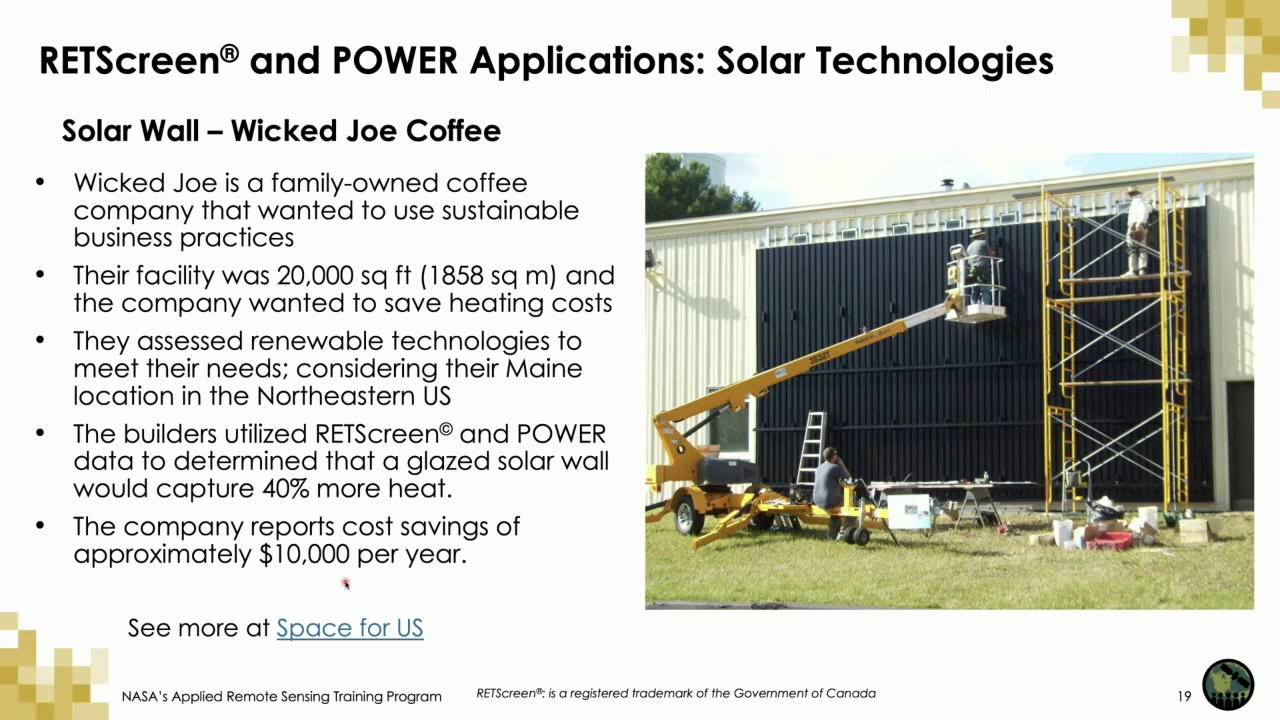 RETScreen® and POWER Applications: Solar Technologies
Solar Wall – Wicked Joe Coffee
• Wicked Joe is a family-owned coffee
company that wanted to use sustainable
business practices
• Their facility was 20,000 sq ft (1858 sq m) and
the company wanted to save heating costs
• They assessed renewable technologies to
meet their needs; considering their Maine
location in the Northeastern US
• The builders utilized RETScreen© and POWER
data to determined that a glazed solar wall
would capture 40% more heat.
• The company reports cost savings of
approximately $10,000 per year.
See more at Space for US
3632T
NASA's Applied Remote Sensing Training Program
RETScreen®: is a registered trademark of the Government of Canada
19